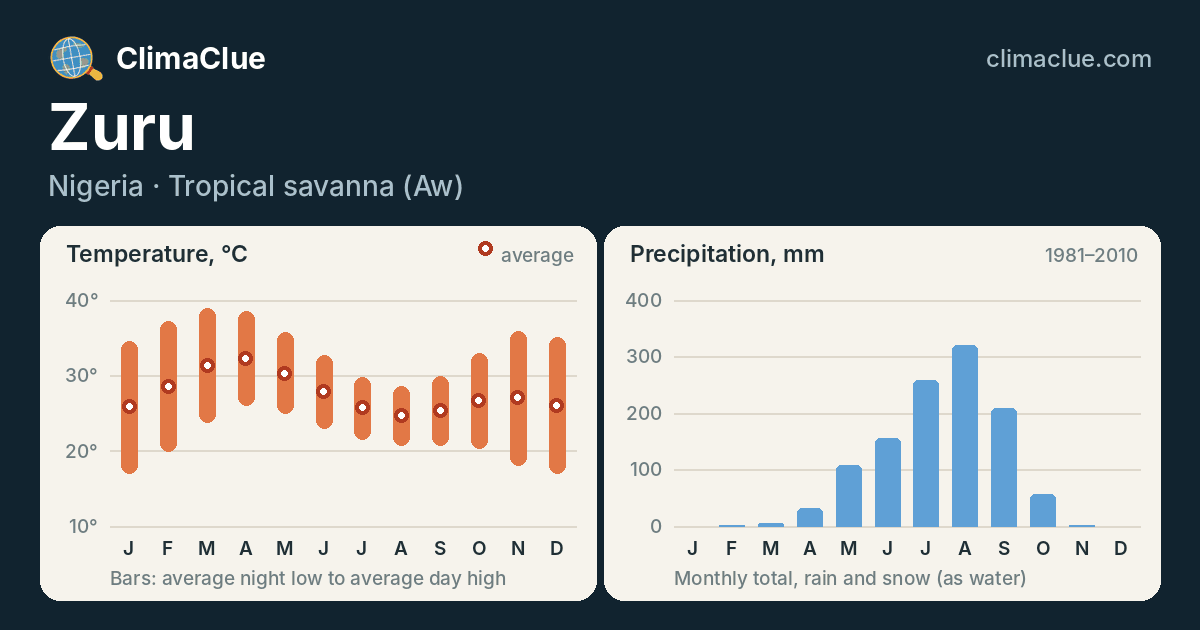 ClimaClue
climaclue.com
Zuru
Nigeria · Tropical savanna (Aw)
Temperature, °C
average
40°
30°
20°
10°
J F M A M J J A S O N D
Bars: average night low to average day high
Precipitation, mm
1981–2010
400
300
200
100
0
J F M A M J J A S O N D
Monthly total, rain and snow (as water)